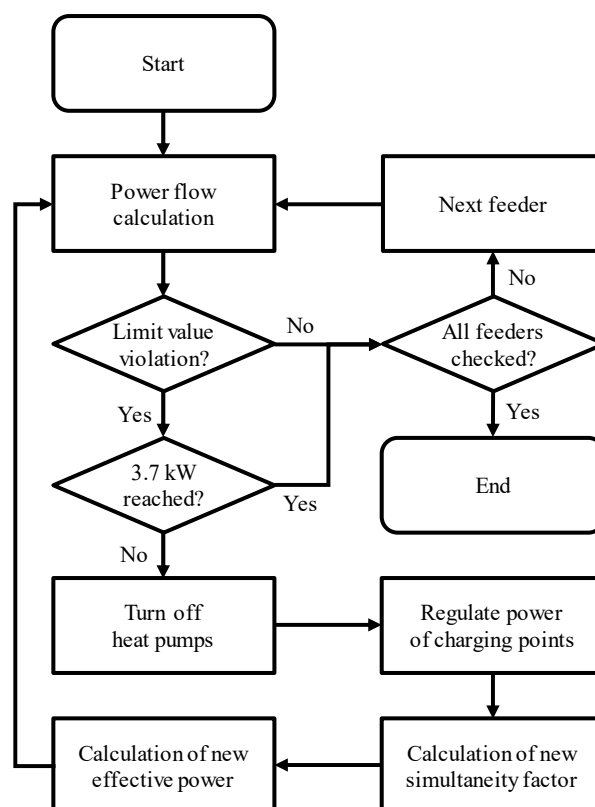 Start
Power flow
calculation
Next feeder
No
Limit value
violation?
No
All feeders
checked?
Yes
Yes
3.7 kW
reached?
Yes
End
No
Turn off
heat pumps
Regulate power
of charging points
Calculation of new
effective power
Calculation of new
simultaneity factor